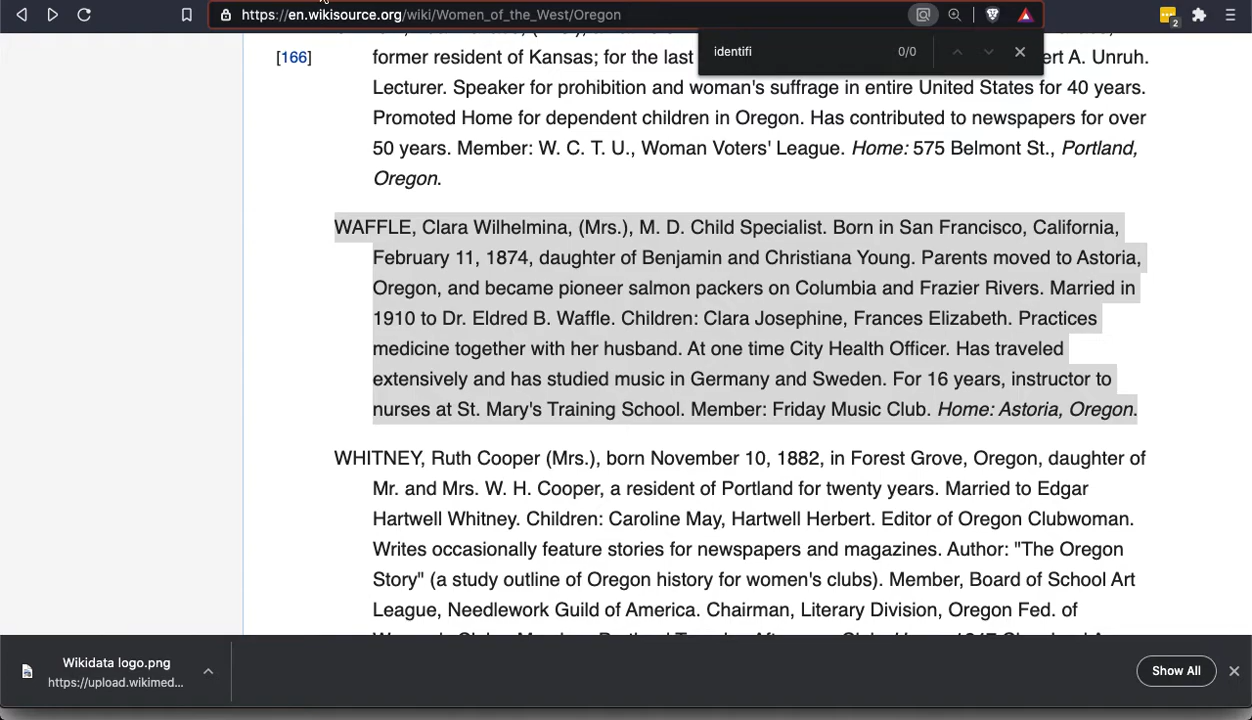 https://en.wikisource.org/wiki/Women_of_the_West/Oregon
2
identifi
0/0
[166]
former resident of Kansas; for the last
ert A. Unruh.
Lecturer. Speaker for prohibition and woman's suffrage in entire United States for 40 years.
Promoted Home for dependent children in Oregon. Has contributed to newspapers for over
50 years. Member: W. C. T. U., Woman Voters' League. Home: 575 Belmont St., Portland,
Oregon.
WAFFLE, Clara Wilhelmina, (Mrs.), M. D. Child Specialist. Born in San Francisco, California,
February 11, 1874, daughter of Benjamin and Christiana Young. Parents moved to Astoria,
Oregon, and became pioneer salmon packers on Columbia and Frazier Rivers. Married in
1910 to Dr. Eldred B. Waffle. Children: Clara Josephine, Frances Elizabeth. Practices
medicine together with her husband. At one time City Health Officer. Has traveled
extensively and has studied music in Germany and Sweden. For 16 years, instructor to
nurses at St. Mary's Training School. Member: Friday Music Club. Home: Astoria, Oregon.
WHITNEY, Ruth Cooper (Mrs.), born November 10, 1882, in Forest Grove, Oregon, daughter of
Mr. and Mrs. W. H. Cooper, a resident of Portland for twenty years. Married to Edgar
Hartwell Whitney. Children: Caroline May, Hartwell Herbert. Editor of Oregon Clubwoman.
Writes occasionally feature stories for newspapers and magazines. Author: "The Oregon
Story" (a study outline of Oregon history for women's clubs). Member, Board of School Art
League, Needlework Guild of America. Chairman, Literary Division, Oregon Fed. of
Wikidata logo.png
https://upload.wikimed...
Show All